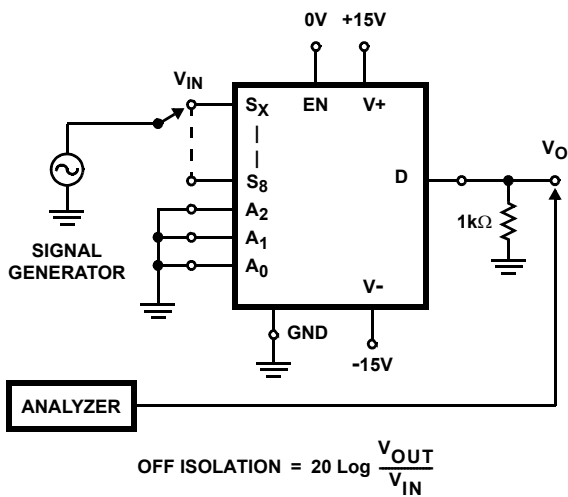 0V +15V
V_IN
S_X EN V+
S_8
D
V_O
A_2
A_1
A_0
1kΩ
SIGNAL
GENERATOR
V-
GND
-15V
ANALYZER
OFF ISOLATION = 20 Log V_OUT / V_IN